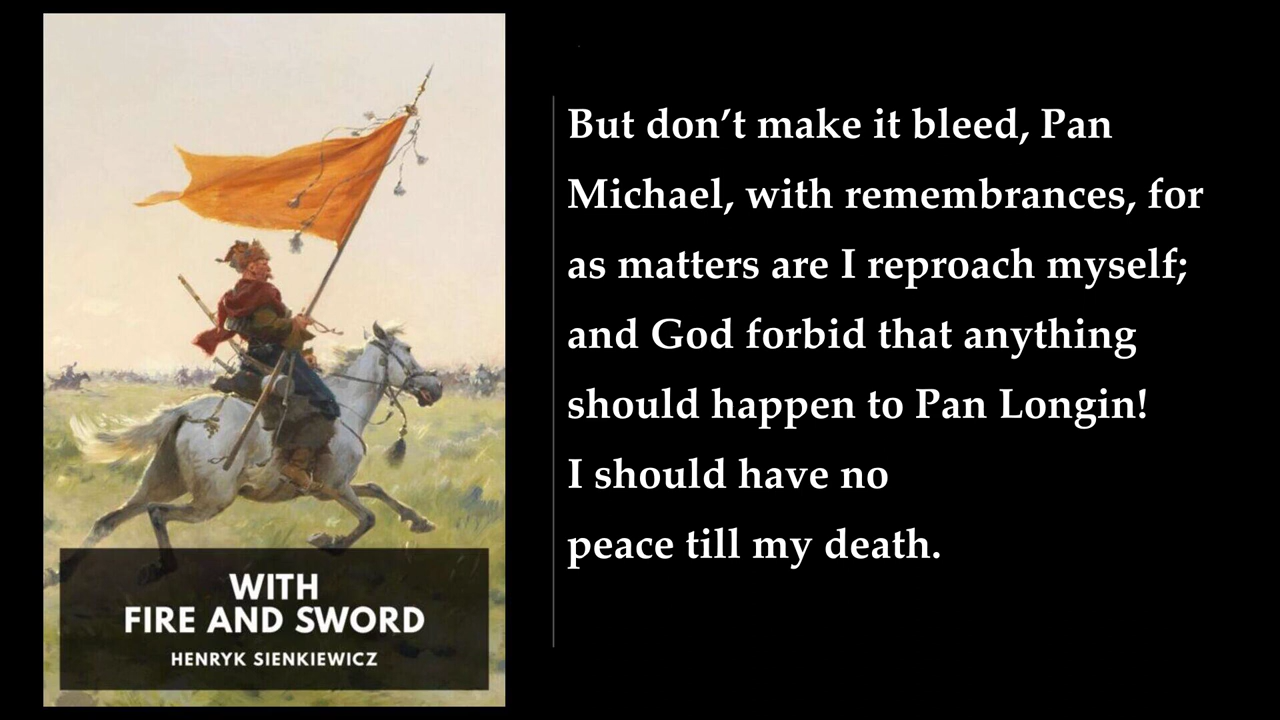 But don’t make it bleed, Pan
Michael, with remembrances, for
as matters are I reproach myself;
and God forbid that anything
should happen to Pan Longin!
I should have no
peace till my death.
WITH
FIRE AND SWORD
HENRYK SIENKIEWICZ